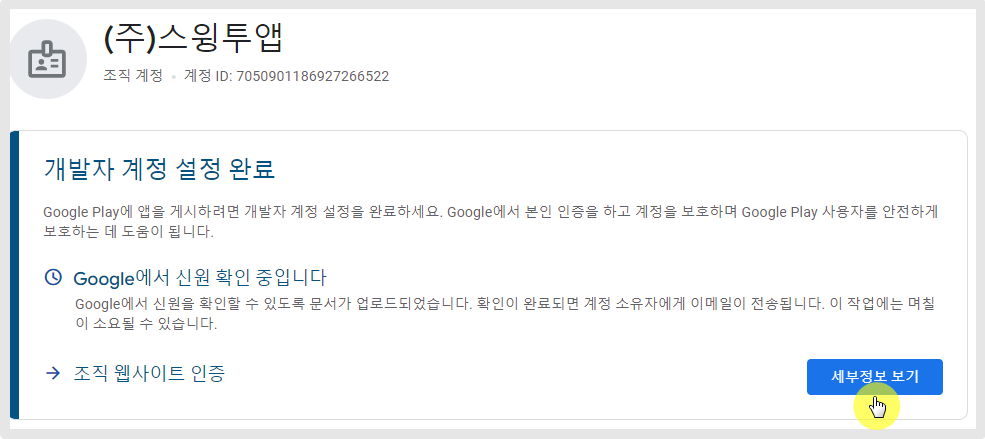 (주)스윙투앱
조직 계정 • 계정 ID: 7050901186927266522
개발자 계정 설정 완료
Google Play에 앱을 게시하려면 개발자 계정 설정을 완료하세요. Google에서 본인 인증을 하고 계정을 보호하며 Google Play 사용자를 안전하게
보호하는 데 도움이 됩니다.
Google에서 신원 확인 중입니다
Google에서 신원을 확인할 수 있도록 문서가 업로드되었습니다. 확인이 완료되면 계정 소유자에게 이메일이 전송됩니다. 이 작업에는 며칠
이 소요될 수 있습니다.
조직 웹사이트 인증
세부정보 보기